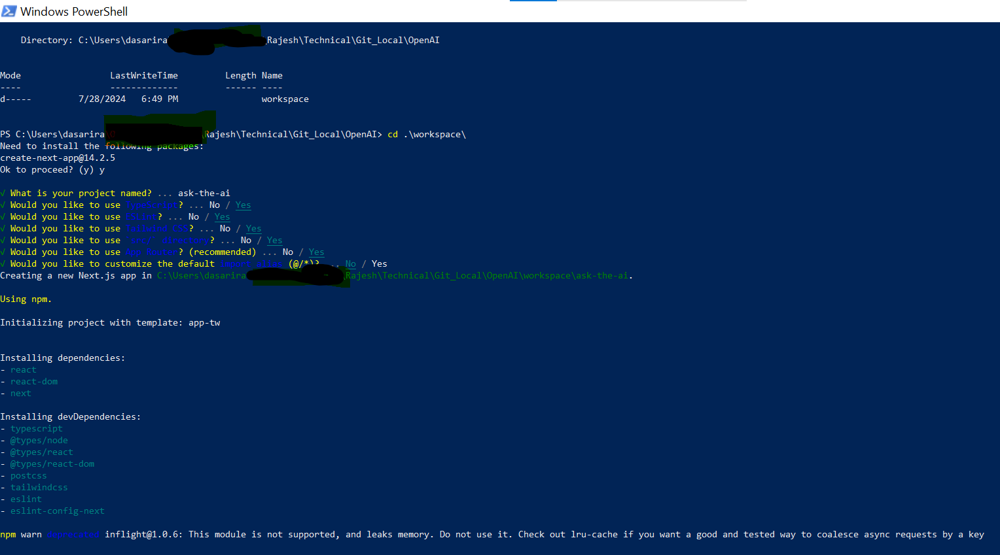 Windows PowerShell
Directory: C:\Users\dasarira \Rajesh\Technical\Git_Local\OpenAI
Mode LastWriteTime Length Name
---- ------------- ------ ----
d----- 7/28/2024 6:49 PM workspace
PS C:\Users\dasarira Rajesh\Technical\Git_Local\OpenAI> cd .\workspace\
Need to install the following packages:
create-next-app@14.2.5
Ok to proceed? (y) y
√ What is your project named? ... ask-the-ai
√ Would you like to use TypeScript? ... No / Yes
√ Would you like to use ESLint? ... No / Yes
√ Would you like to use Tailwind CSS? ... No / Yes
√ Would you like to use `src/` directory? ... No / Yes
√ Would you like to use App Router? (recommended) ... No / Yes
√ Would you like to customize the default import alias (@/*)? ... No / Yes
Creating a new Next.js app in C:\Users\dasarira \Rajesh\Technical\Git_Local\OpenAI\workspace\ask-the-ai.
Using npm.
Initializing project with template: app-tw
Installing dependencies:
- react
- react-dom
- next
Installing devDependencies:
- typescript
- @types/node
- @types/react
- @types/react-dom
- postcss
- tailwindcss
- eslint
- eslint-config-next
npm warn deprecated inflight@1.0.6: This module is not supported, and leaks memory. Do not use it. Check out lru-cache if you want a good and tested way to coalesce async requests by a key